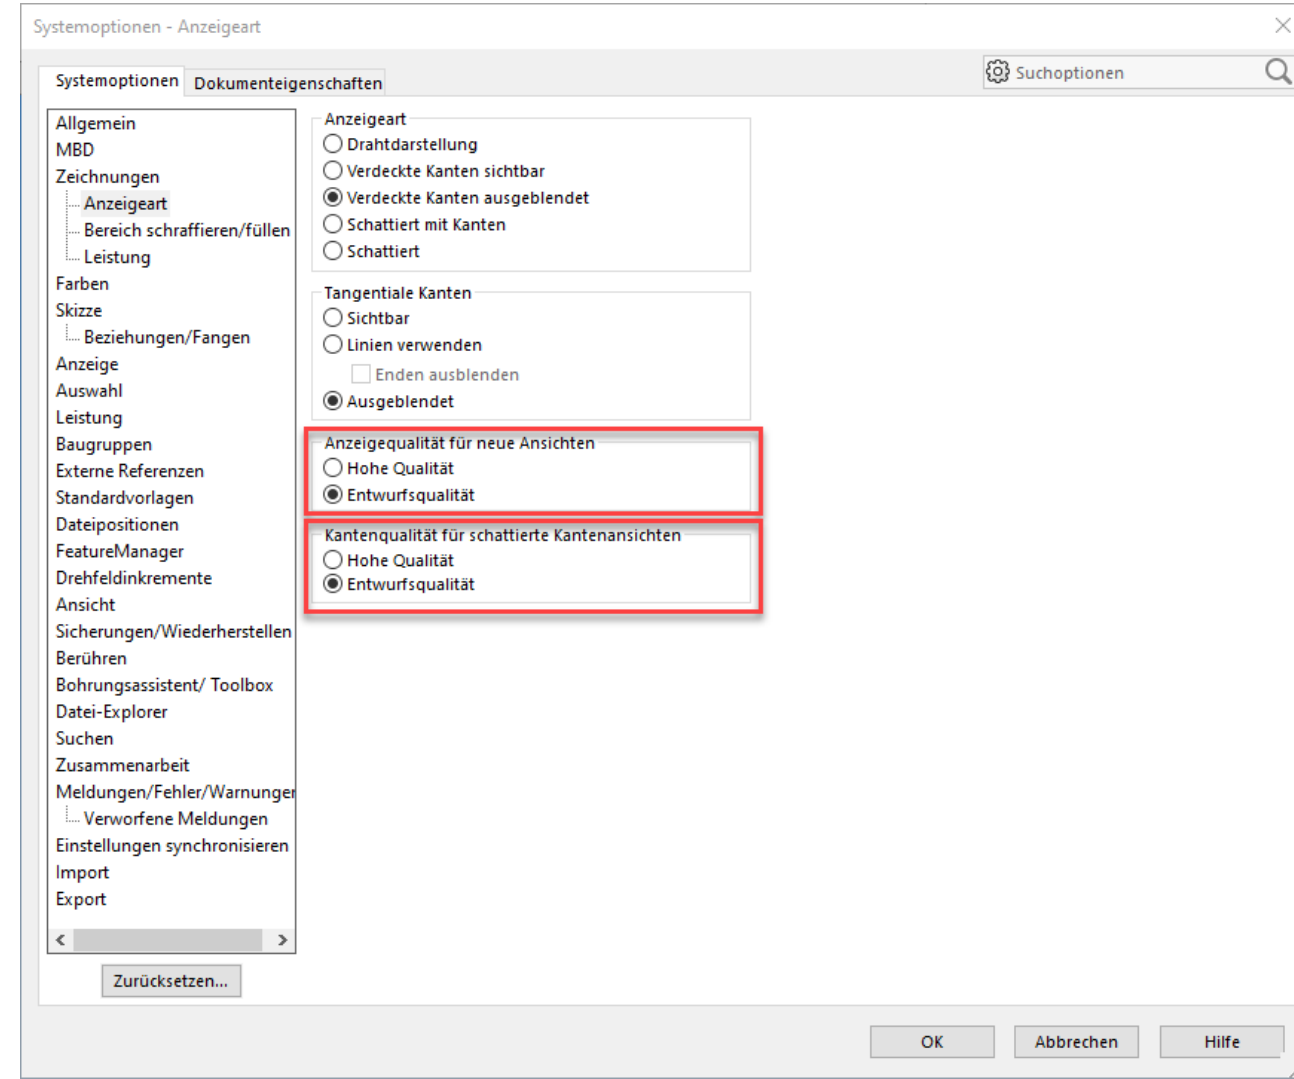 Systemoptionen - Anzeigeart
Suchoptionen
Systemoptionen
Dokumenteigenschaften
Allgemein
MBD
Zeichnungen
Anzeigeart
Bereich schraffieren/füllen
Leistung
Farben
Skizze
Beziehungen/Fangen
Anzeige
Auswahl
Leistung
Baugruppen
Externe Referenzen
Standardvorlagen
Dateipositionen
FeatureManager
Drehfeldinkremente
Ansicht
Sicherungen/Wiederherstellen
Berühren
Bohrungsassistent/ Toolbox
Datei-Explorer
Suchen
Zusammenarbeit
Meldungen/Fehler/Warnunger
Verworfene Meldungen
Einstellungen synchronisieren
Import
Export
Zurücksetzen...
Anzeigeart
Drahtdarstellung
Verdeckte Kanten sichtbar
Verdeckte Kanten ausgeblendet
Schattiert mit Kanten
Schattiert
Tangentiale Kanten
Sichtbar
Linien verwenden
Enden ausblenden
Ausgeblendet
Anzeigequalität für neue Ansichten
Hohe Qualität
Entwurfsqualität
Kantenqualität für schattierte Kantenansichten
Hohe Qualität
Entwurfsqualität
OK
Abbrechen
Hilfe